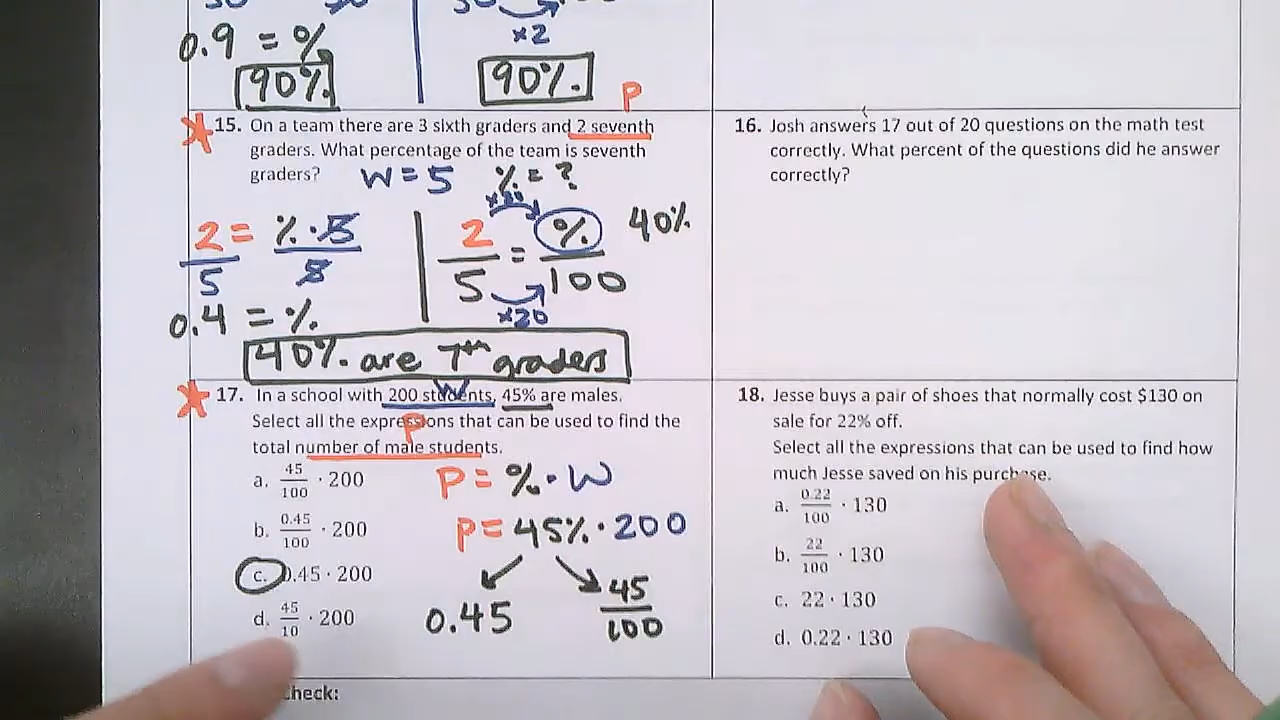 0.9 = %
90%.
×2
90%.
P
15. On a team there are 3 sixth graders and 2 seventh
graders. What percentage of the team is seventh
graders? W = 5 % = ?
2 = % · 5
5 5
0.4 = %
×20
2 = %
5 100
×20
40%
40%. are 7th graders
16. Josh answers 17 out of 20 questions on the math test
correctly. What percent of the questions did he answer
correctly?
W
17. In a school with 200 students, 45% are males.
Select all the expressions that can be used to find the
P
total number of male students.
a. 45/100 · 200
b. 0.45/100 · 200
c. 0.45 · 200
d. 45/10 · 200
P = % · W
P = 45% · 200
0.45
45
100
18. Jesse buys a pair of shoes that normally cost $130 on
sale for 22% off.
Select all the expressions that can be used to find how
much Jesse saved on his purchase.
a. 0.22/100 · 130
b. 22/100 · 130
c. 22 · 130
d. 0.22 · 130
heck: